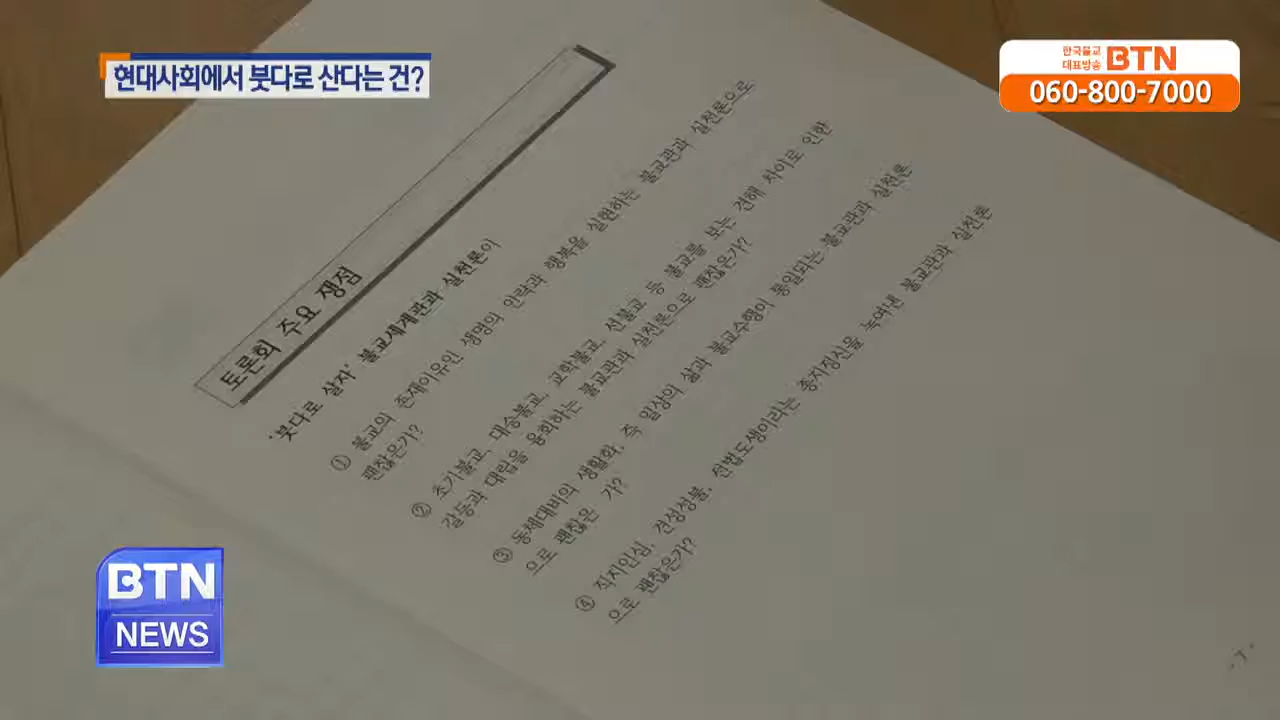 현대사회에서 붓다로 산다는 건?
한국불교
대표방송 BTN
060-800-7000
토론회 주요 쟁점
'붓다로 살자' 불교세계관과 실천론이
① 불교의 존재이유인 생명의 안락과 행복을 실현하는 불교관과 실천론으로
괜찮은가?
② 초기불교, 대승불교, 교학불교, 선불교 등 불교를 보는 견해 차이로 인한
갈등과 대립을 융회하는 불교관과 실천론으로 괜찮은가?
③ 동체대비의 생활화, 즉 일상의 삶과 불교수행이 통일되는 불교관과 실천론
으로 괜찮은 가?
④ 직지인심, 견성성불, 전법도생이라는 종지정신을 녹여낸 불교관과 실천론
으로 괜찮은가?
- 7 -
BTN
NEWS